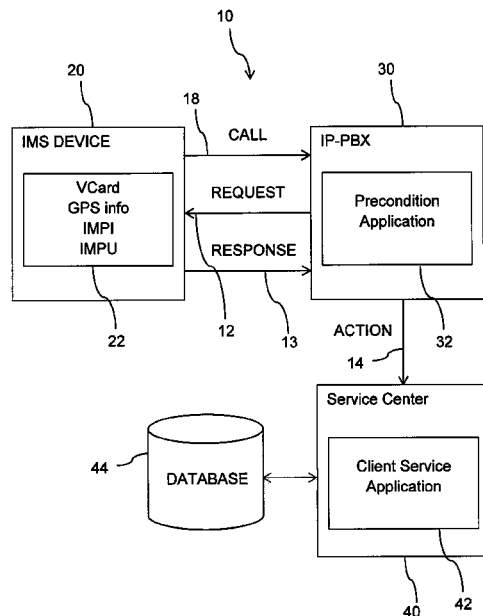 10
20
30
18
CALL
IMS DEVICE
IP-PBX
VCard
GPS info
IMPI
IMPU
REQUEST
Precondition
Application
RESPONSE
22
12
13
ACTION
32
14
Service Center
44
DATABASE
Client Service
Application
40
42